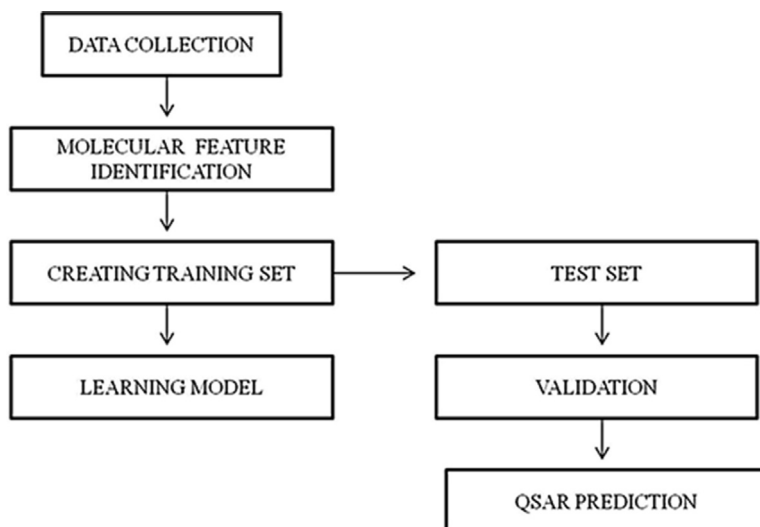 DATA COLLECTION
MOLECULAR FEATURE
IDENTIFICATION
CREATING TRAINING SET
TEST SET
LEARNING MODEL
VALIDATION
QSAR PREDICTION